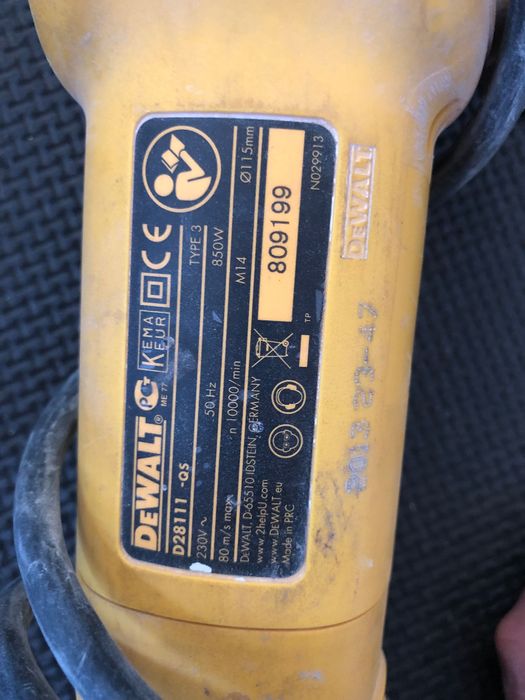 DEWALT®
PGT
ME 77
KEMA
KEUR
CE
D28111 -QS
TYPE 3
230V ~
50 Hz
850W
80 m/s max
n 10000/min
M14
Ø115mm
809199
DEWALT, D-65510 IDSTEIN, GERMANY
www.2helpU.com
www.DEWALT.eu
Made in PRC
TP
N029913
DEWALT
2013 23-47